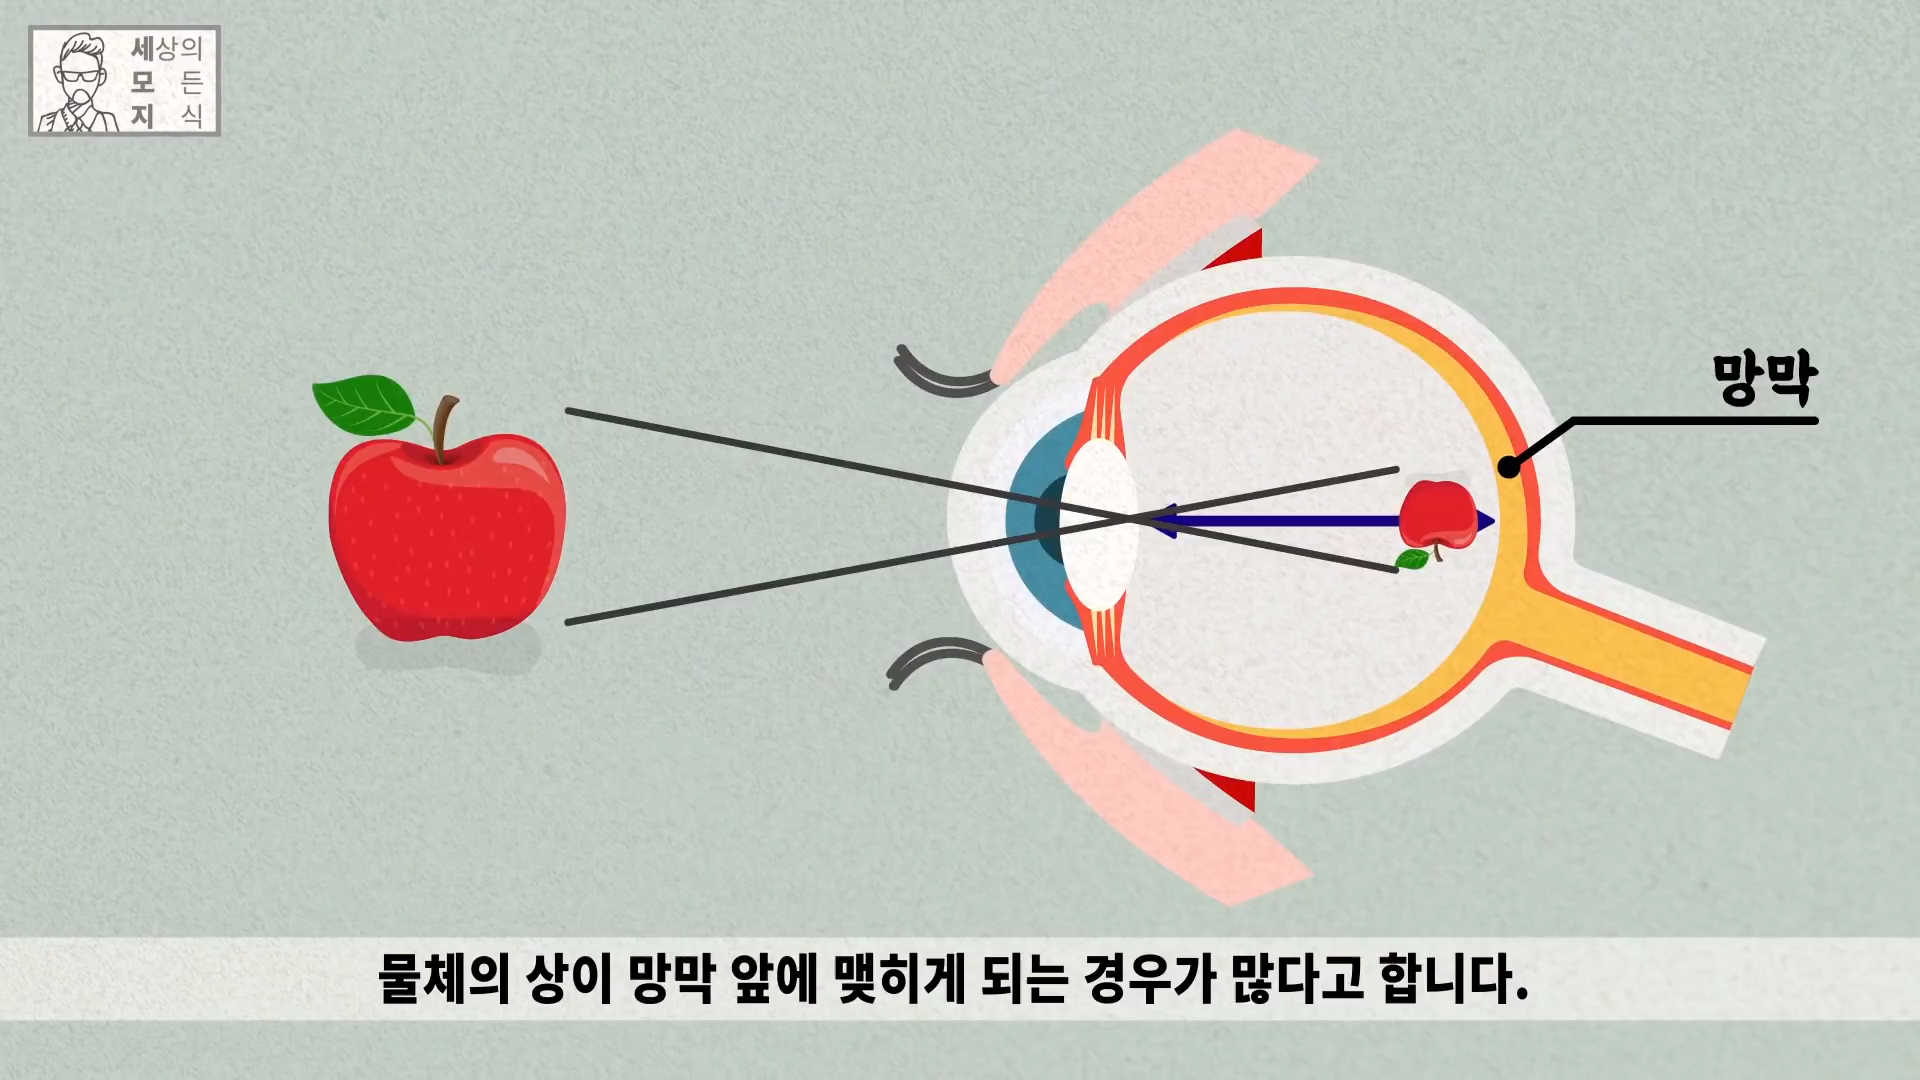 세상의
모든
지식
망막
물체의 상이 망막 앞에 맺히게 되는 경우가 많다고 합니다.